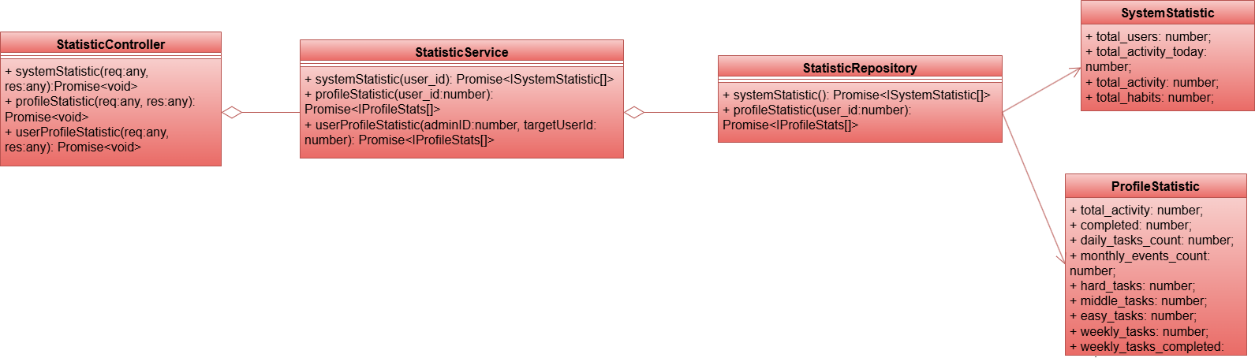 StatisticController
+ systemStatistic(req:any,
res:any):Promise<void>
+ profileStatistic(req:any, res:any):
Promise<void>
+ userProfileStatistic(req:any,
res:any): Promise<void>
StatisticService
+ systemStatistic(user_id): Promise<ISystemStatistic[]>
+ profileStatistic(user_id:number):
Promise<IProfileStats[]>
+ userProfileStatistic(adminID:number, targetUserId:
number): Promise<IProfileStats[]>
StatisticRepository
+ systemStatistic(): Promise<ISystemStatistic[]>
+ profileStatistic(user_id:number):
Promise<IProfileStats[]>
SystemStatistic
+ total_users: number;
+ total_activity_today:
number;
+ total_activity: number;
+ total_habits: number;
ProfileStatistic
+ total_activity: number;
+ completed: number;
+ daily_tasks_count: number;
+ monthly_events_count:
number;
+ hard_tasks: number;
+ middle_tasks: number;
+ easy_tasks: number;
+ weekly_tasks: number;
+ weekly_tasks_completed: